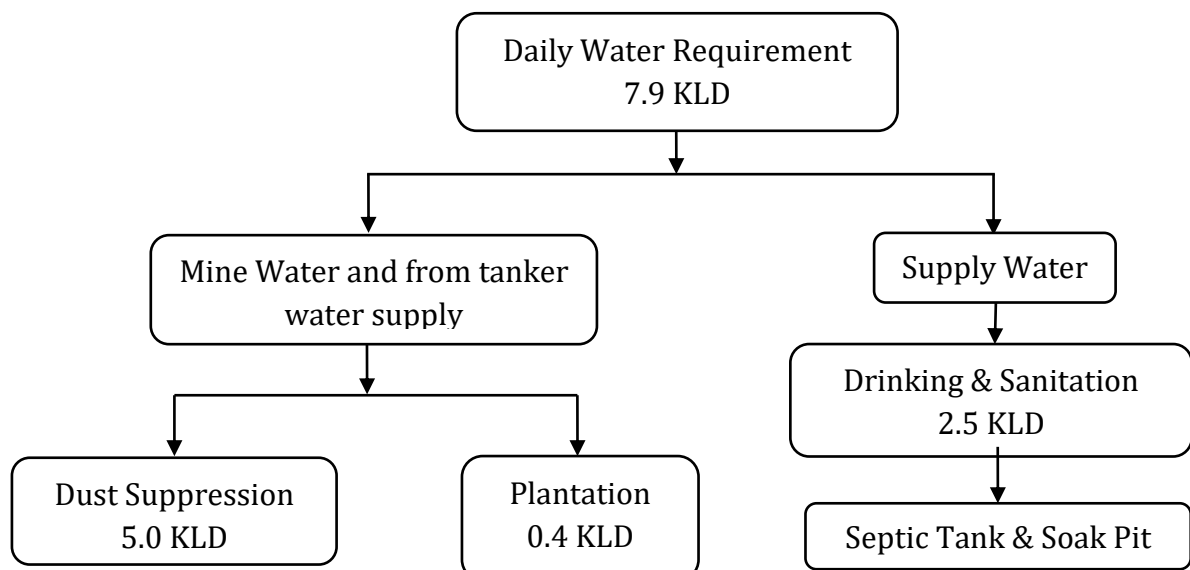 Daily Water Requirement
7.9 KLD
Mine Water and from tanker
water supply
Supply Water
Drinking & Sanitation
2.5 KLD
Dust Suppression
5.0 KLD
Plantation
0.4 KLD
Septic Tank & Soak Pit